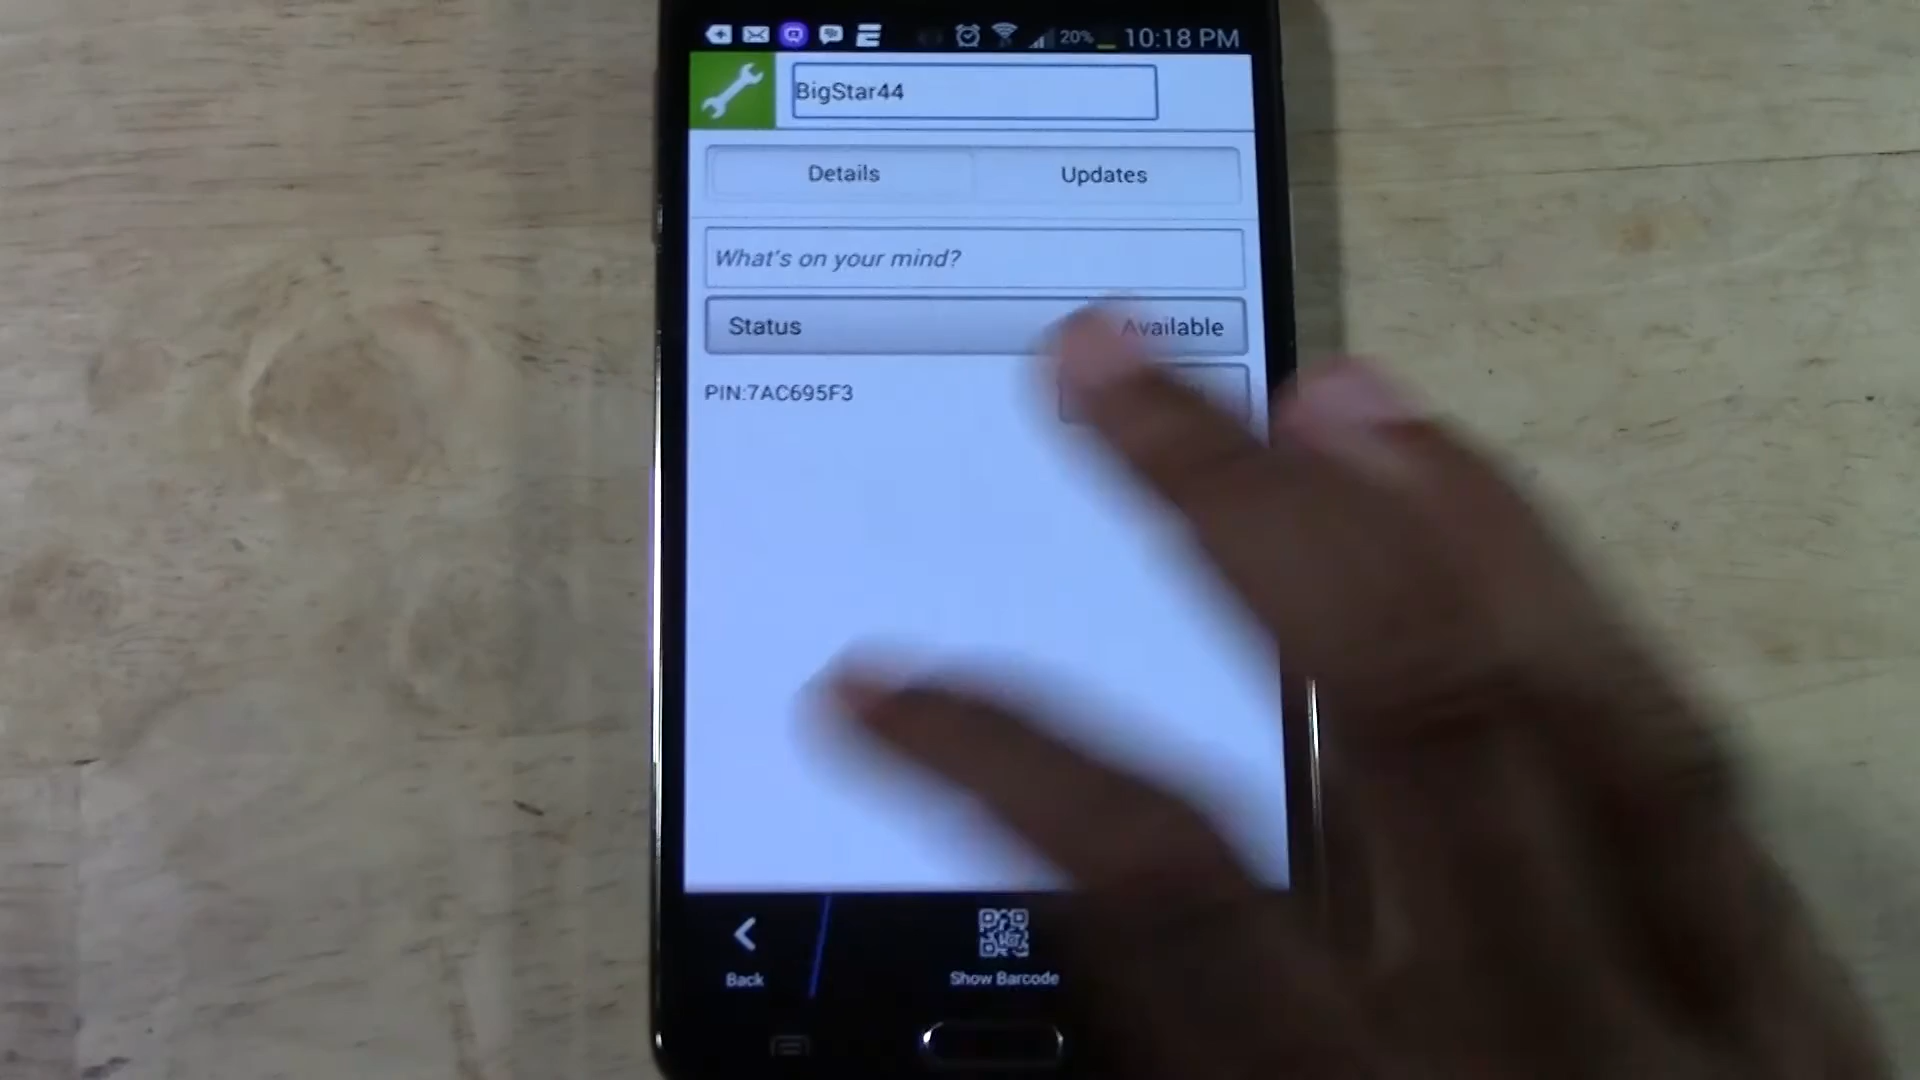 20% 10:18 PM
BigStar44
Details Updates
What's on your mind?
Status Available
PIN:7AC695F3
Back Show Barcode